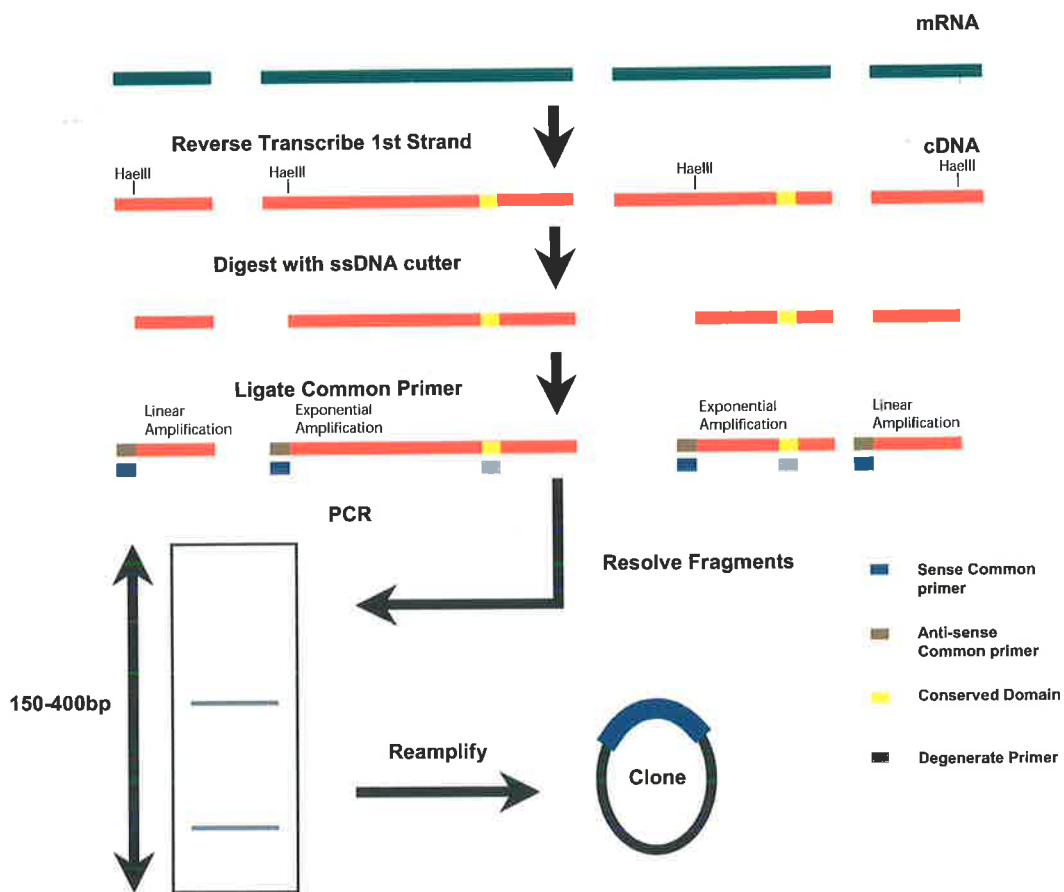 mRNA
Reverse Transcribe 1st Strand
cDNA
HaeIII
HaeIII
HaeIII
HaeIII
Digest with ssDNA cutter
Ligate Common Primer
Linear
Amplification
Exponential
Amplification
Exponential
Amplification
Linear
Amplification
PCR
Resolve Fragments
150-400bp
Reamplify
Clone
Sense Common
primer
Anti-sense
Common primer
Conserved Domain
Degenerate Primer